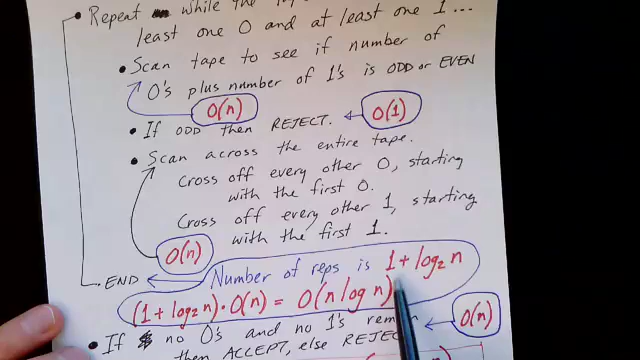 • Repeat while the
least one 0 and at least one 1 ...
• Scan tape to see if number of
0's plus number of 1's is ODD or EVEN
O(n)
• If ODD then REJECT. O(1)
• Scan across the entire tape.
Cross off every other 0, starting
with the first 0.
Cross off every other 1, starting
with the first 1.
O(n)
END Number of reps is 1 + log₂ n
(1 + log₂ n) · O(n) = O(n log n)
• If no 0's and no 1's O(n)
then ACCEPT, else